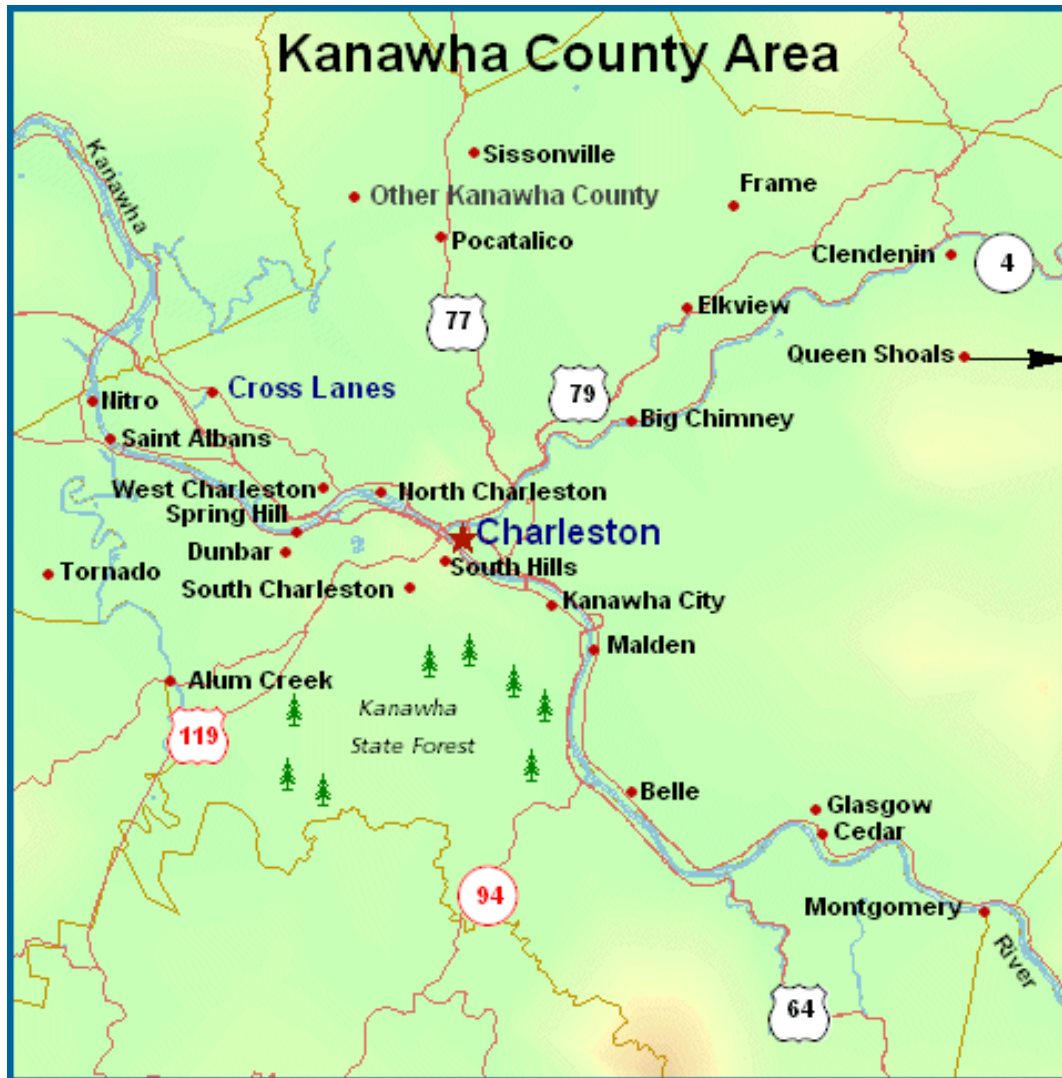 Kanawha County Area
Kanawha
Sissonville
Frame
Other Kanawha County
Pocatalico
Clendenin
4
Elkview
77
Queen Shoals
Cross Lanes
79
Nitro
Big Chimney
Saint Albans
West Charleston
North Charleston
Spring Hill
Charleston
Dunbar
South Hills
Tornado
South Charleston
Kanawha City
Malden
Alum Creek
Kanawha
State Forest
119
Belle
Glasgow
Cedar
94
Montgomery
River
64